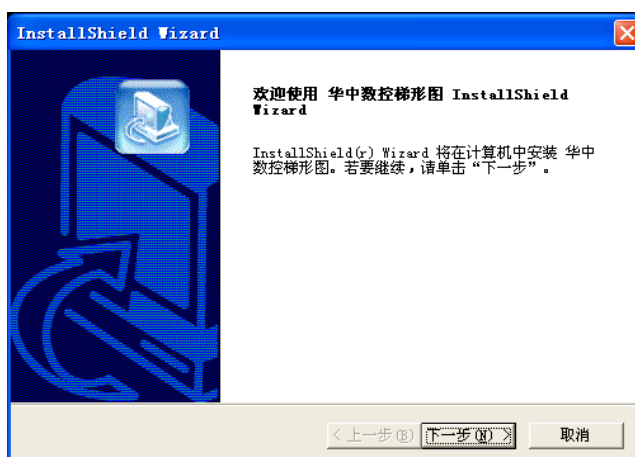 InstallShield Wizard
欢迎使用 华中数控梯形图 InstallShield
Wizard
InstallShield(r) Wizard 将在计算机中安装 华中
数控梯形图。若要继续，请单击“下一步”。
< 上一步(B) 下一步(N) > 取消